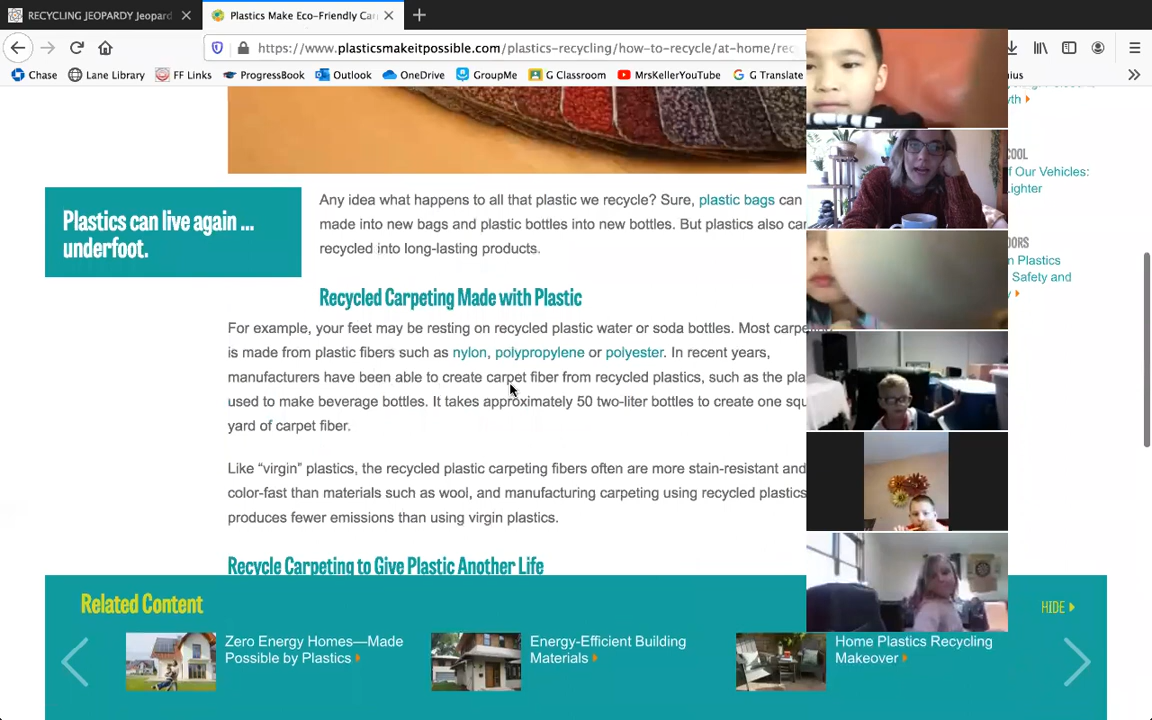 RECYCLING JEOPARDY Jeopard
Plastics Make Eco-Friendly Car
https://www.plasticsmakeitpossible.com/plastics-recycling/how-to-recycle/at-home/rec
Chase
Lane Library
FF Links
ProgressBook
Outlook
OneDrive
GroupMe
G Classroom
MrsKellerYouTube
G Translate
nius
Plastics can live again ...
underfoot.
Any idea what happens to all that plastic we recycle? Sure, plastic bags can
made into new bags and plastic bottles into new bottles. But plastics also can
recycled into long-lasting products.
Recycled Carpeting Made with Plastic
For example, your feet may be resting on recycled plastic water or soda bottles. Most carpeting
is made from plastic fibers such as nylon, polypropylene or polyester. In recent years,
manufacturers have been able to create carpet fiber from recycled plastics, such as the pla
used to make beverage bottles. It takes approximately 50 two-liter bottles to create one squ
yard of carpet fiber.
Like “virgin” plastics, the recycled plastic carpeting fibers often are more stain-resistant and
color-fast than materials such as wool, and manufacturing carpeting using recycled plastics
produces fewer emissions than using virgin plastics.
Recycle Carpeting to Give Plastic Another Life
wth
COOL
f Our Vehicles:
Lighter
ORS
n Plastics
Safety and
y
Related Content
HIDE
Zero Energy Homes—Made
Possible by Plastics
Energy-Efficient Building
Materials
Home Plastics Recycling
Makeover